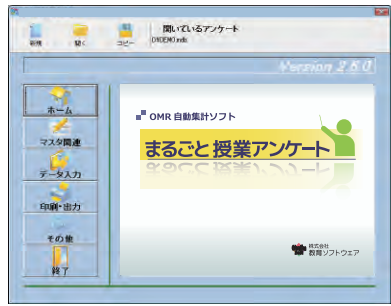 新規
開く
コピー
開いているアンケート
DKDEMO.mdb
Version 2.6.0
ホーム
マスタ関連
データ入力
印刷・出力
その他
終了
OMR 自動集計ソフト
まるごと授業アンケート
株式会社
教育ソフトウェア